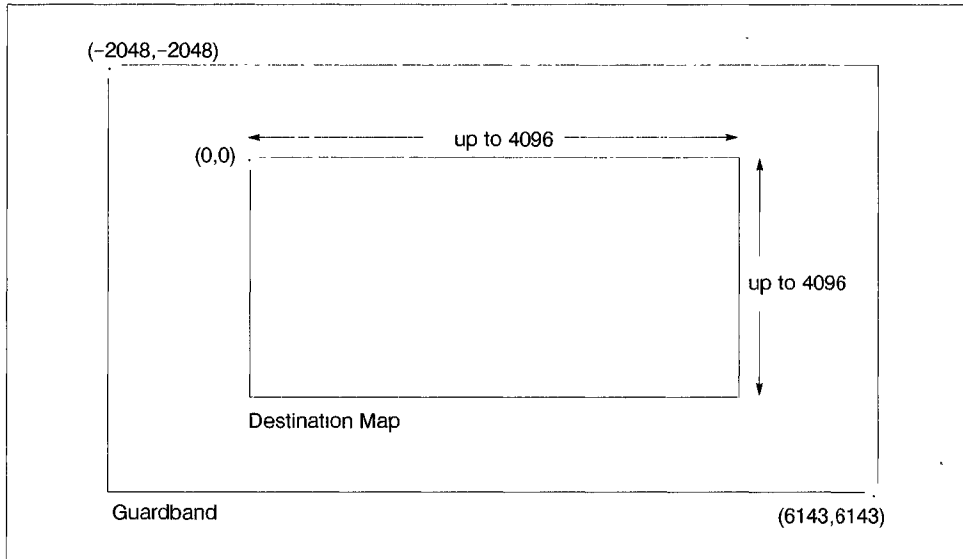 (−2048,−2048)
up to 4096
(0,0)
up to 4096
Destination Map
Guardband
(6143,6143)